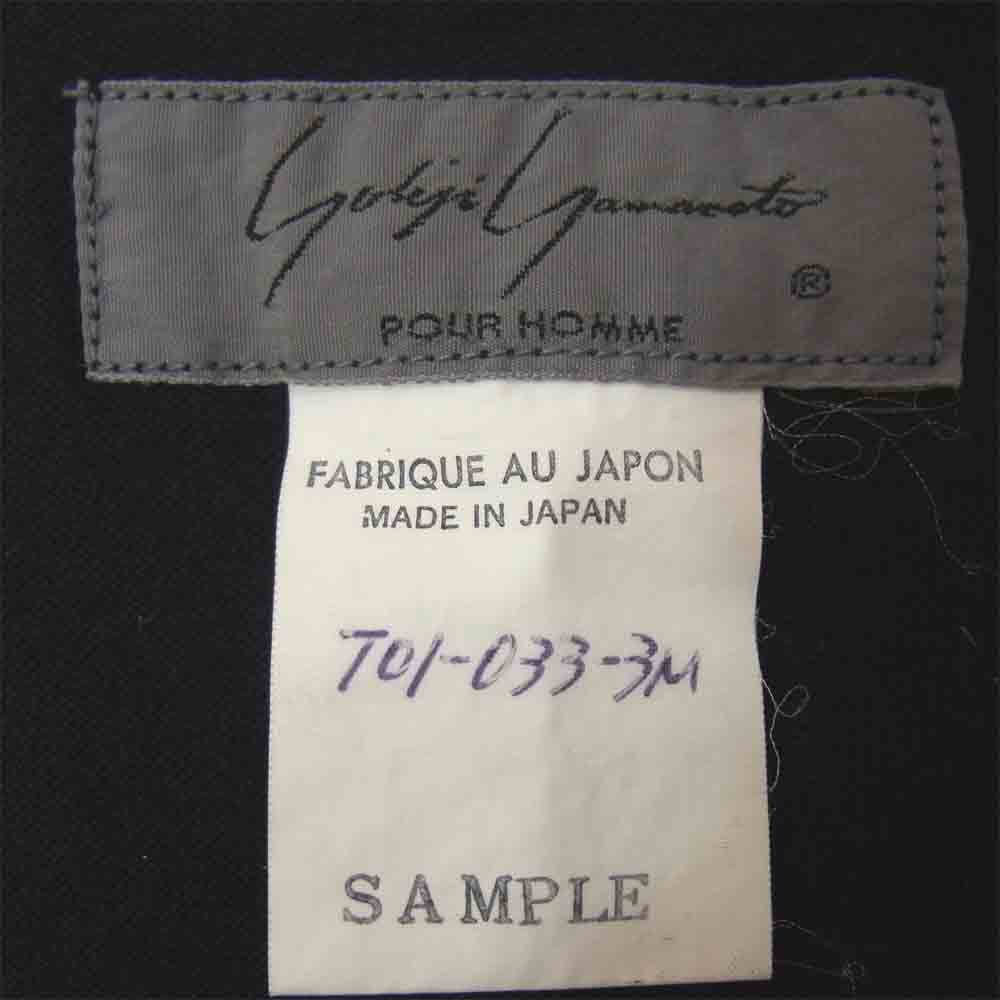 Yohji Yamamoto
®
POUR HOMME
FABRIQUE AU JAPON
MADE IN JAPAN
T01-033-3M
SAMPLE